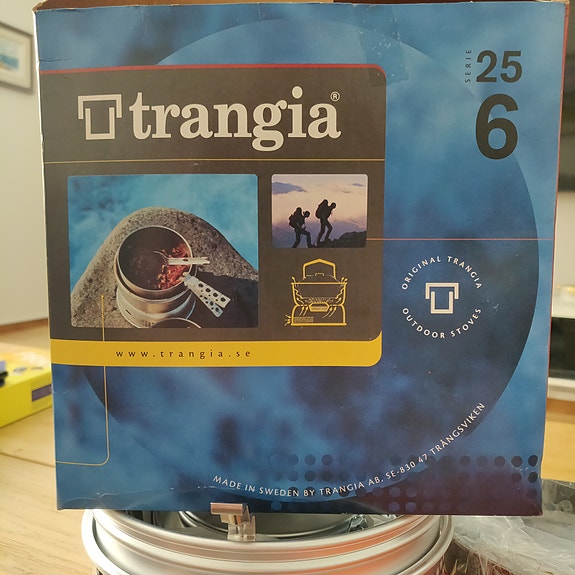 SERIE
25
6
trangia®
ORIGINAL TRANGIA
OUTDOOR STOVES
www.trangia.se
MADE IN SWEDEN BY TRANGIA AB, SE-830 47 TRÅNGSVIKEN